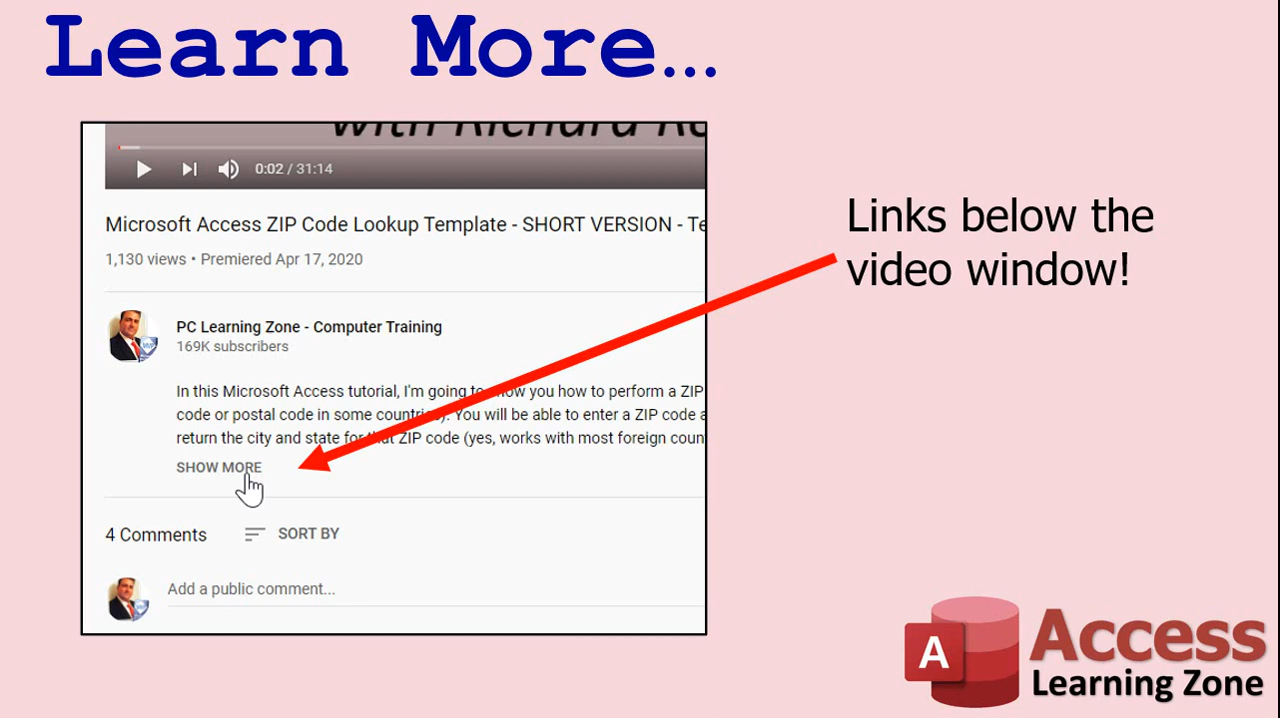 Learn More...
with Richard
0:02 / 31:14
Microsoft Access ZIP Code Lookup Template - SHORT VERSION - Te
1,130 views • Premiered Apr 17, 2020
Links below the
video window!
PC Learning Zone - Computer Training
169K subscribers
In this Microsoft Access tutorial, I'm going to show you how to perform a ZIP
code or postal code in some countries). You will be able to enter a ZIP code a
return the city and state for that ZIP code (yes, works with most foreign coun
SHOW MORE
4 Comments SORT BY
Add a public comment...
A Access
Learning Zone